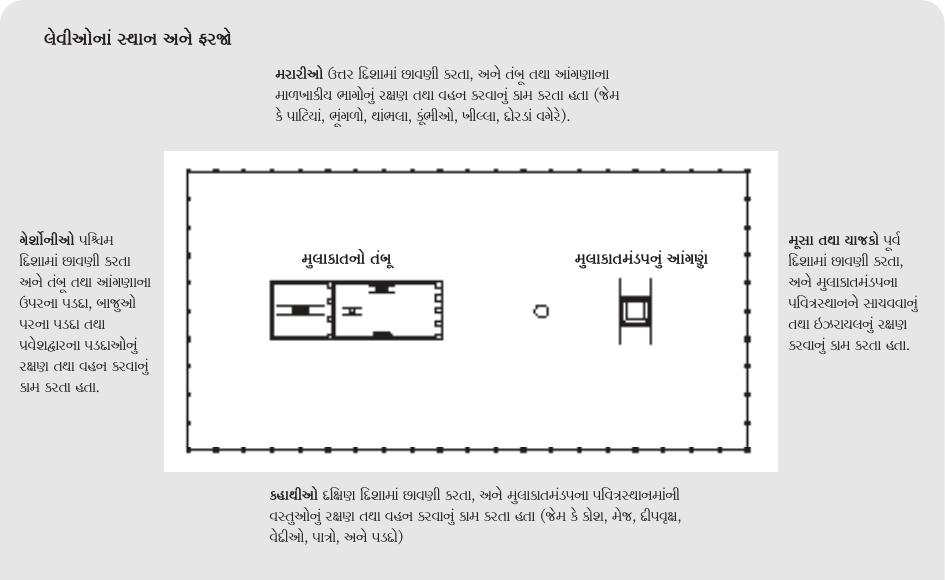 લેવીઓનાં સ્થાન અને ફરજો
મરારીઓ ઉત્તર દિશામાં છાવણી કરતા, અને તંબૂ તથા આંગણાના
માળખાકીય ભાગોનું રક્ષણ તથા વહન કરવાનું કામ કરતા હતા (જેમ
કે પાટિયાં, ભૂંગળો, થાંભલા, કૂંભીઓ, ખીલ્લા, દોરડાં વગેરે).
ગેર્શોનીઓ પશ્ચિમ
દિશામાં છાવણી કરતા
અને તંબૂ તથા આંગણાના
ઉપરના પડદા, બાજુઓ
પરના પડદા તથા
પ્રવેશદ્વારના પડદાઓનું
રક્ષણ તથા વહન કરવાનું
કામ કરતા હતા.
મુલાકાતનો તંબૂ
મુલાકાતમંડપનું આંગણું
મૂસા તથા યાજકો પૂર્વ
દિશામાં છાવણી કરતા,
અને મુલાકાતમંડપના
પવિત્રસ્થાનને સાચવવાનું
તથા ઇઝરાયલનું રક્ષણ
કરવાનું કામ કરતા હતા.
કહાથીઓ દક્ષિણ દિશામાં છાવણી કરતા, અને મુલાકાતમંડપના પવિત્રસ્થાનમાંની
વસ્તુઓનું રક્ષણ તથા વહન કરવાનું કામ કરતા હતા (જેમ કે કોશ, મેજ, દીપવૃક્ષ,
વેદીઓ, પાત્રો, અને પડદો)